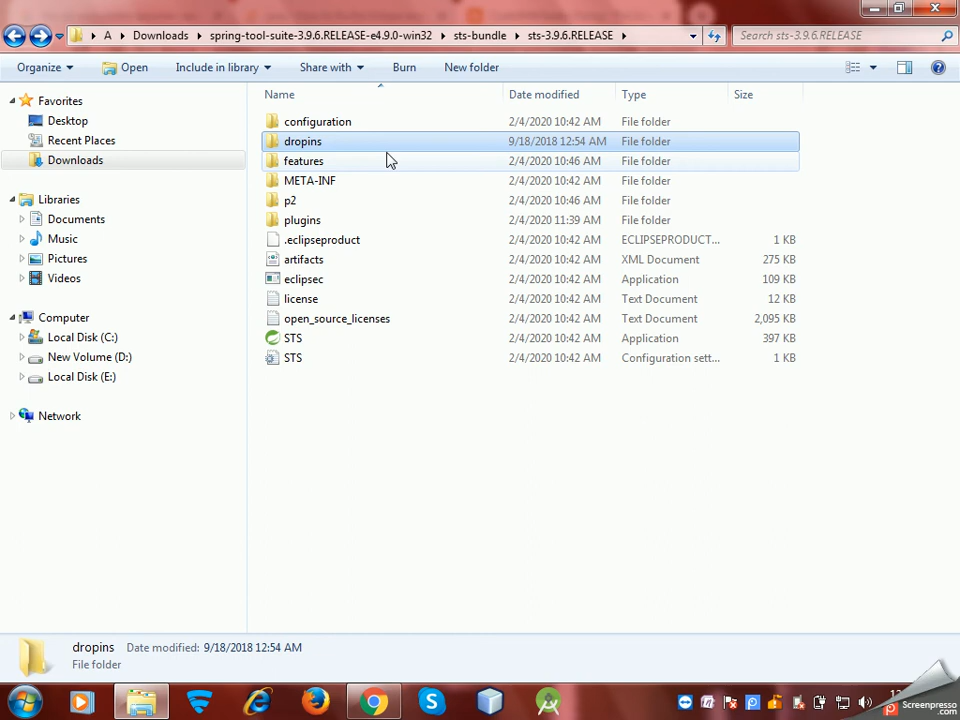 A Downloads spring-tool-suite-3.9.6.RELEASE-e4.9.0-win32 sts-bundle sts-3.9.6.RELEASE Search sts-3.9.6.RELEASE
Organize Open Include in library Share with Burn New folder
Name Date modified Type Size
Favorites
Desktop
Recent Places
Downloads
Libraries
Documents
Music
Pictures
Videos
Computer
Local Disk (C:)
New Volume (D:)
Local Disk (E:)
Network
configuration 2/4/2020 10:42 AM File folder
dropins 9/18/2018 12:54 AM File folder
features 2/4/2020 10:46 AM File folder
META-INF 2/4/2020 10:42 AM File folder
p2 2/4/2020 10:46 AM File folder
plugins 2/4/2020 11:39 AM File folder
.eclipseproduct 2/4/2020 10:42 AM ECLIPSEPRODUCT... 1 KB
artifacts 2/4/2020 10:42 AM XML Document 275 KB
eclipsec 2/4/2020 10:42 AM Application 109 KB
license 2/4/2020 10:42 AM Text Document 12 KB
open_source_licenses 2/4/2020 10:42 AM Text Document 2,095 KB
STS 2/4/2020 10:42 AM Application 397 KB
STS 2/4/2020 10:42 AM Configuration sett... 1 KB
dropins Date modified: 9/18/2018 12:54 AM
File folder
Screenpresso
.com